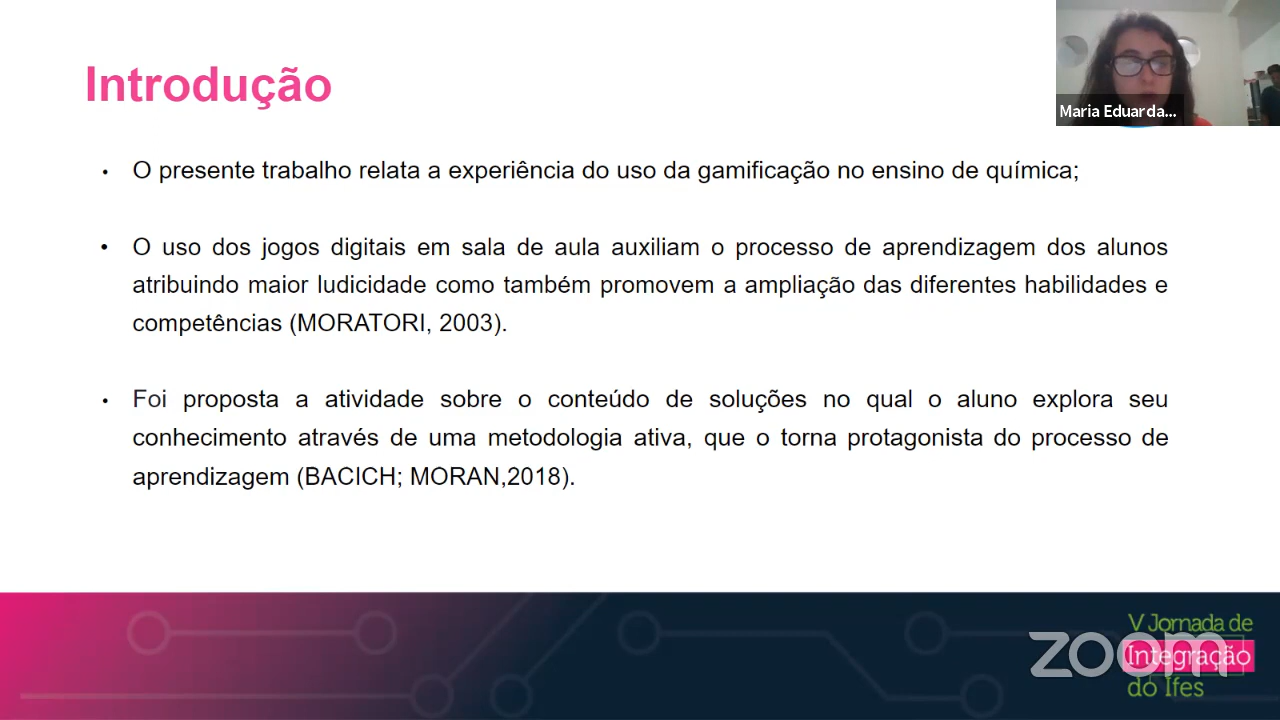 Introdução
Maria Eduarda...
• O presente trabalho relata a experiência do uso da gamificação no ensino de química;
• O uso dos jogos digitais em sala de aula auxiliam o processo de aprendizagem dos alunos
atribuindo maior ludicidade como também promovem a ampliação das diferentes habilidades e
competências (MORATORI, 2003).
• Foi proposta a atividade sobre o conteúdo de soluções no qual o aluno explora seu
conhecimento através de uma metodologia ativa, que o torna protagonista do processo de
aprendizagem (BACICH; MORAN,2018).
V Jornada de
Integração
do Ifes
zoom